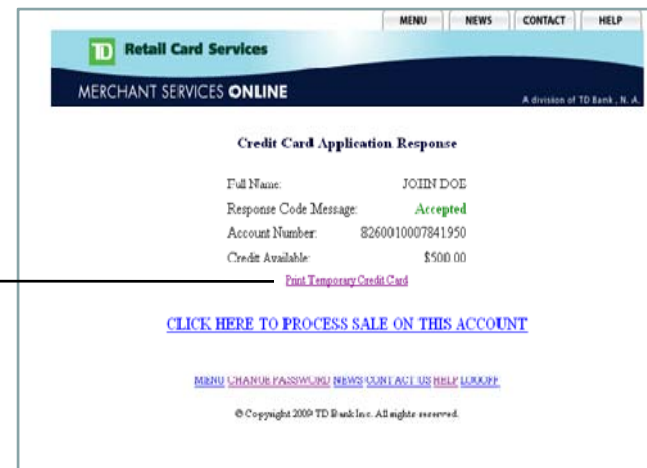 MENU NEWS CONTACT HELP
TD Retail Card Services
MERCHANT SERVICES ONLINE
A division of TD Bank, N. A.
Credit Card Application Response
Full Name: JOHN DOE
Response Code Message: Accepted
Account Number: 8260010007841950
Credit Available: $500.00
Print Temporary Credit Card
CLICK HERE TO PROCESS SALE ON THIS ACCOUNT
MENU CHANGE PASSWORD NEWS CONTACT US HELP LOGOFF
© Copyright 2009 TD Bank Inc. All rights reserved.